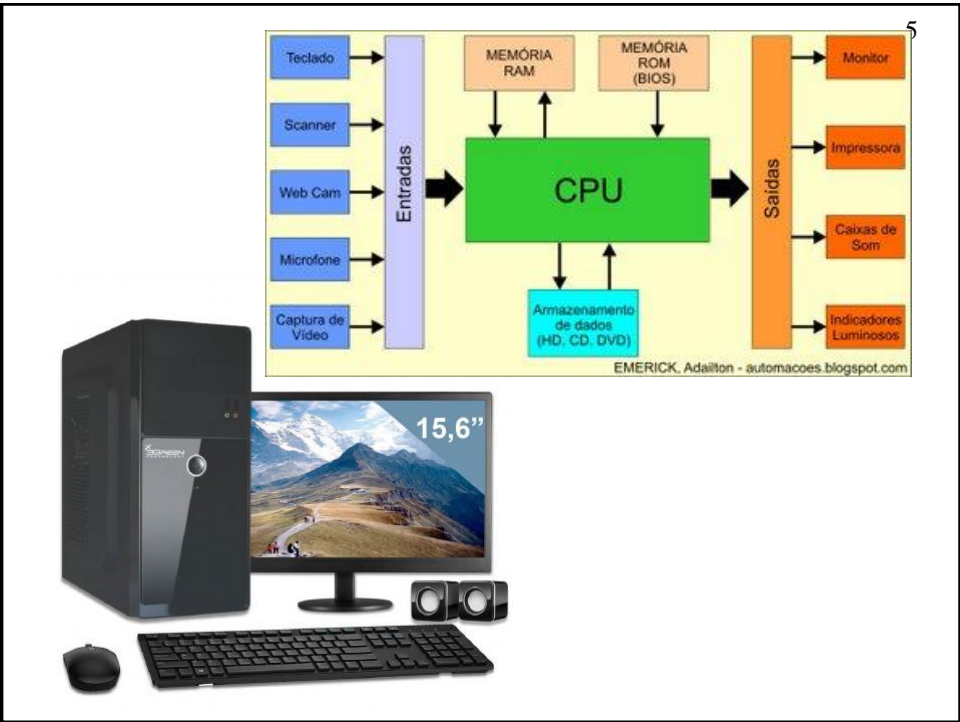 5
Teclado
Scanner
Web Cam
Microfone
Captura de
Vídeo
Entradas
MEMÓRIA
RAM
MEMÓRIA
ROM
(BIOS)
CPU
Armazenamento
de dados
(HD, CD, DVD)
Saídas
Monitor
Impressora
Caixas de
Som
Indicadores
Luminosos
EMERICK, Adailton - automacoes.blogspot.com
15,6”
3GREEN